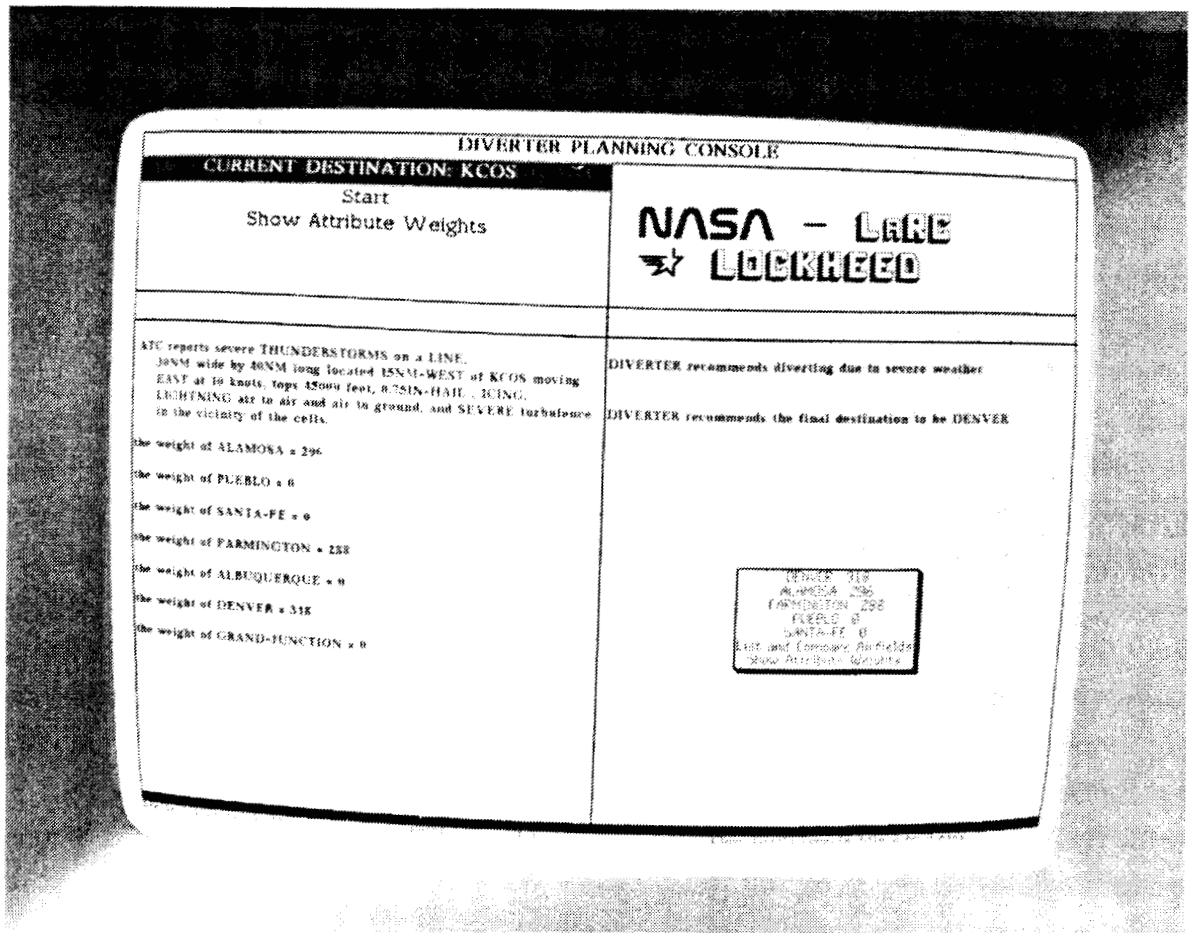 DIVERTER PLANNING CONSOLE
CURRENT DESTINATION: KCOS
Start
Show Attribute Weights
NASA - LaRC
LOCKHEED
ATC reports severe THUNDERSTORMS on a LINE,
30NM wide by 40NM long located 15NM-WEST of KCOS moving
EAST at 10 knots, tops 45000 feet, 0.75IN-HAIL , ICING,
LIGHTNING air to air and air to ground, and SEVERE turbulence
in the vicinity of the cells.
the weight of ALAMOSA = 296
the weight of PUEBLO = 0
the weight of SANTA-FE = 0
the weight of FARMINGTON = 288
the weight of ALBUQUERQUE = 0
the weight of DENVER = 318
the weight of GRAND-JUNCTION = 0
DIVERTER recommends diverting due to severe weather
DIVERTER recommends the final destination to be DENVER
DENVER 318
ALAMOSA 296
FARMINGTON 288
PUEBLO 0
SANTA-FE 0
List and Compare Airfields
Show Attribute Weights